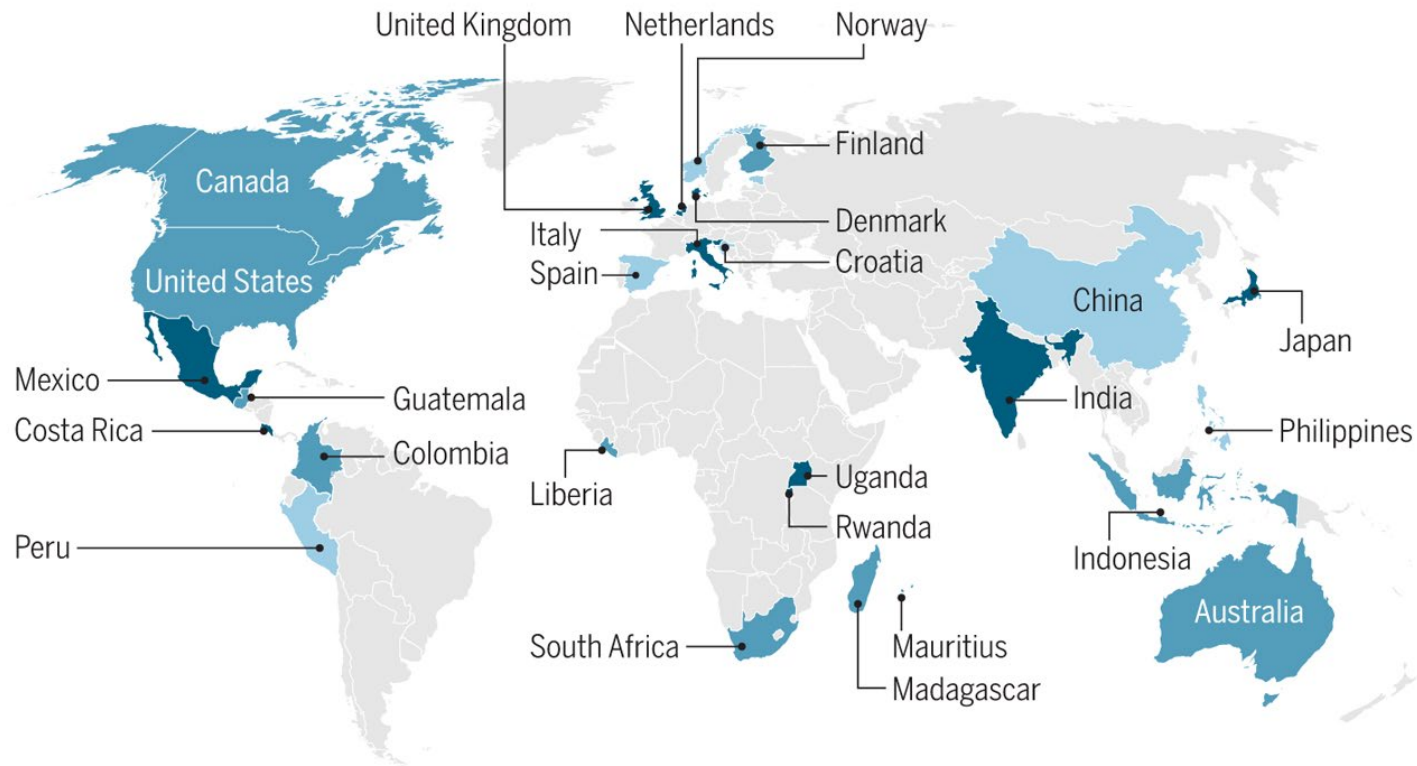 United Kingdom
Netherlands
Norway
Finland
Canada
Denmark
Italy
Croatia
Spain
United States
China
Japan
Mexico
Guatemala
India
Costa Rica
Philippines
Colombia
Uganda
Liberia
Rwanda
Peru
Indonesia
Australia
South Africa
Mauritius
Madagascar